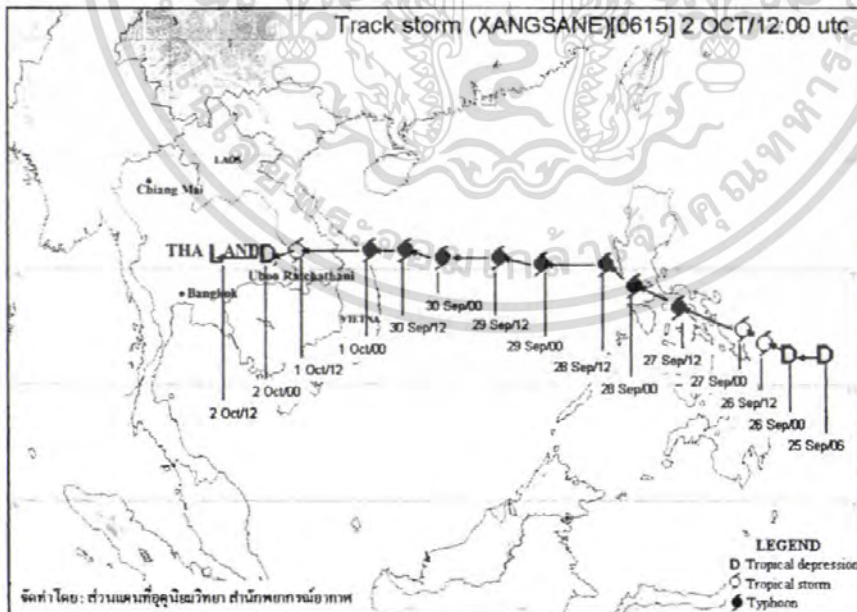 Track storm (XANGSANE)[0615] 2 OCT/12:00 utc
LAOS
Chiang Mai
THA LAND
L
D
Ubon Ratchathani
Bangkok
VIETNA
D D
30 Sep/00
30 Sep/12
29 Sep/12
1 Oct/00
29 Sep/00
27 Sep/12
1 Oct/12
28 Sep/12
27 Sep/00
2 Oct/00
28 Sep/00
26 Sep/12
2 Oct/12
26 Sep/00
25 Sep/06
LEGEND
D Tropical depression
Tropical storm
Typhoon
จัดทำโดย: ส่วนแผนที่อุตุนิยมวิทยา สำนักพยากรณ์อากาศ